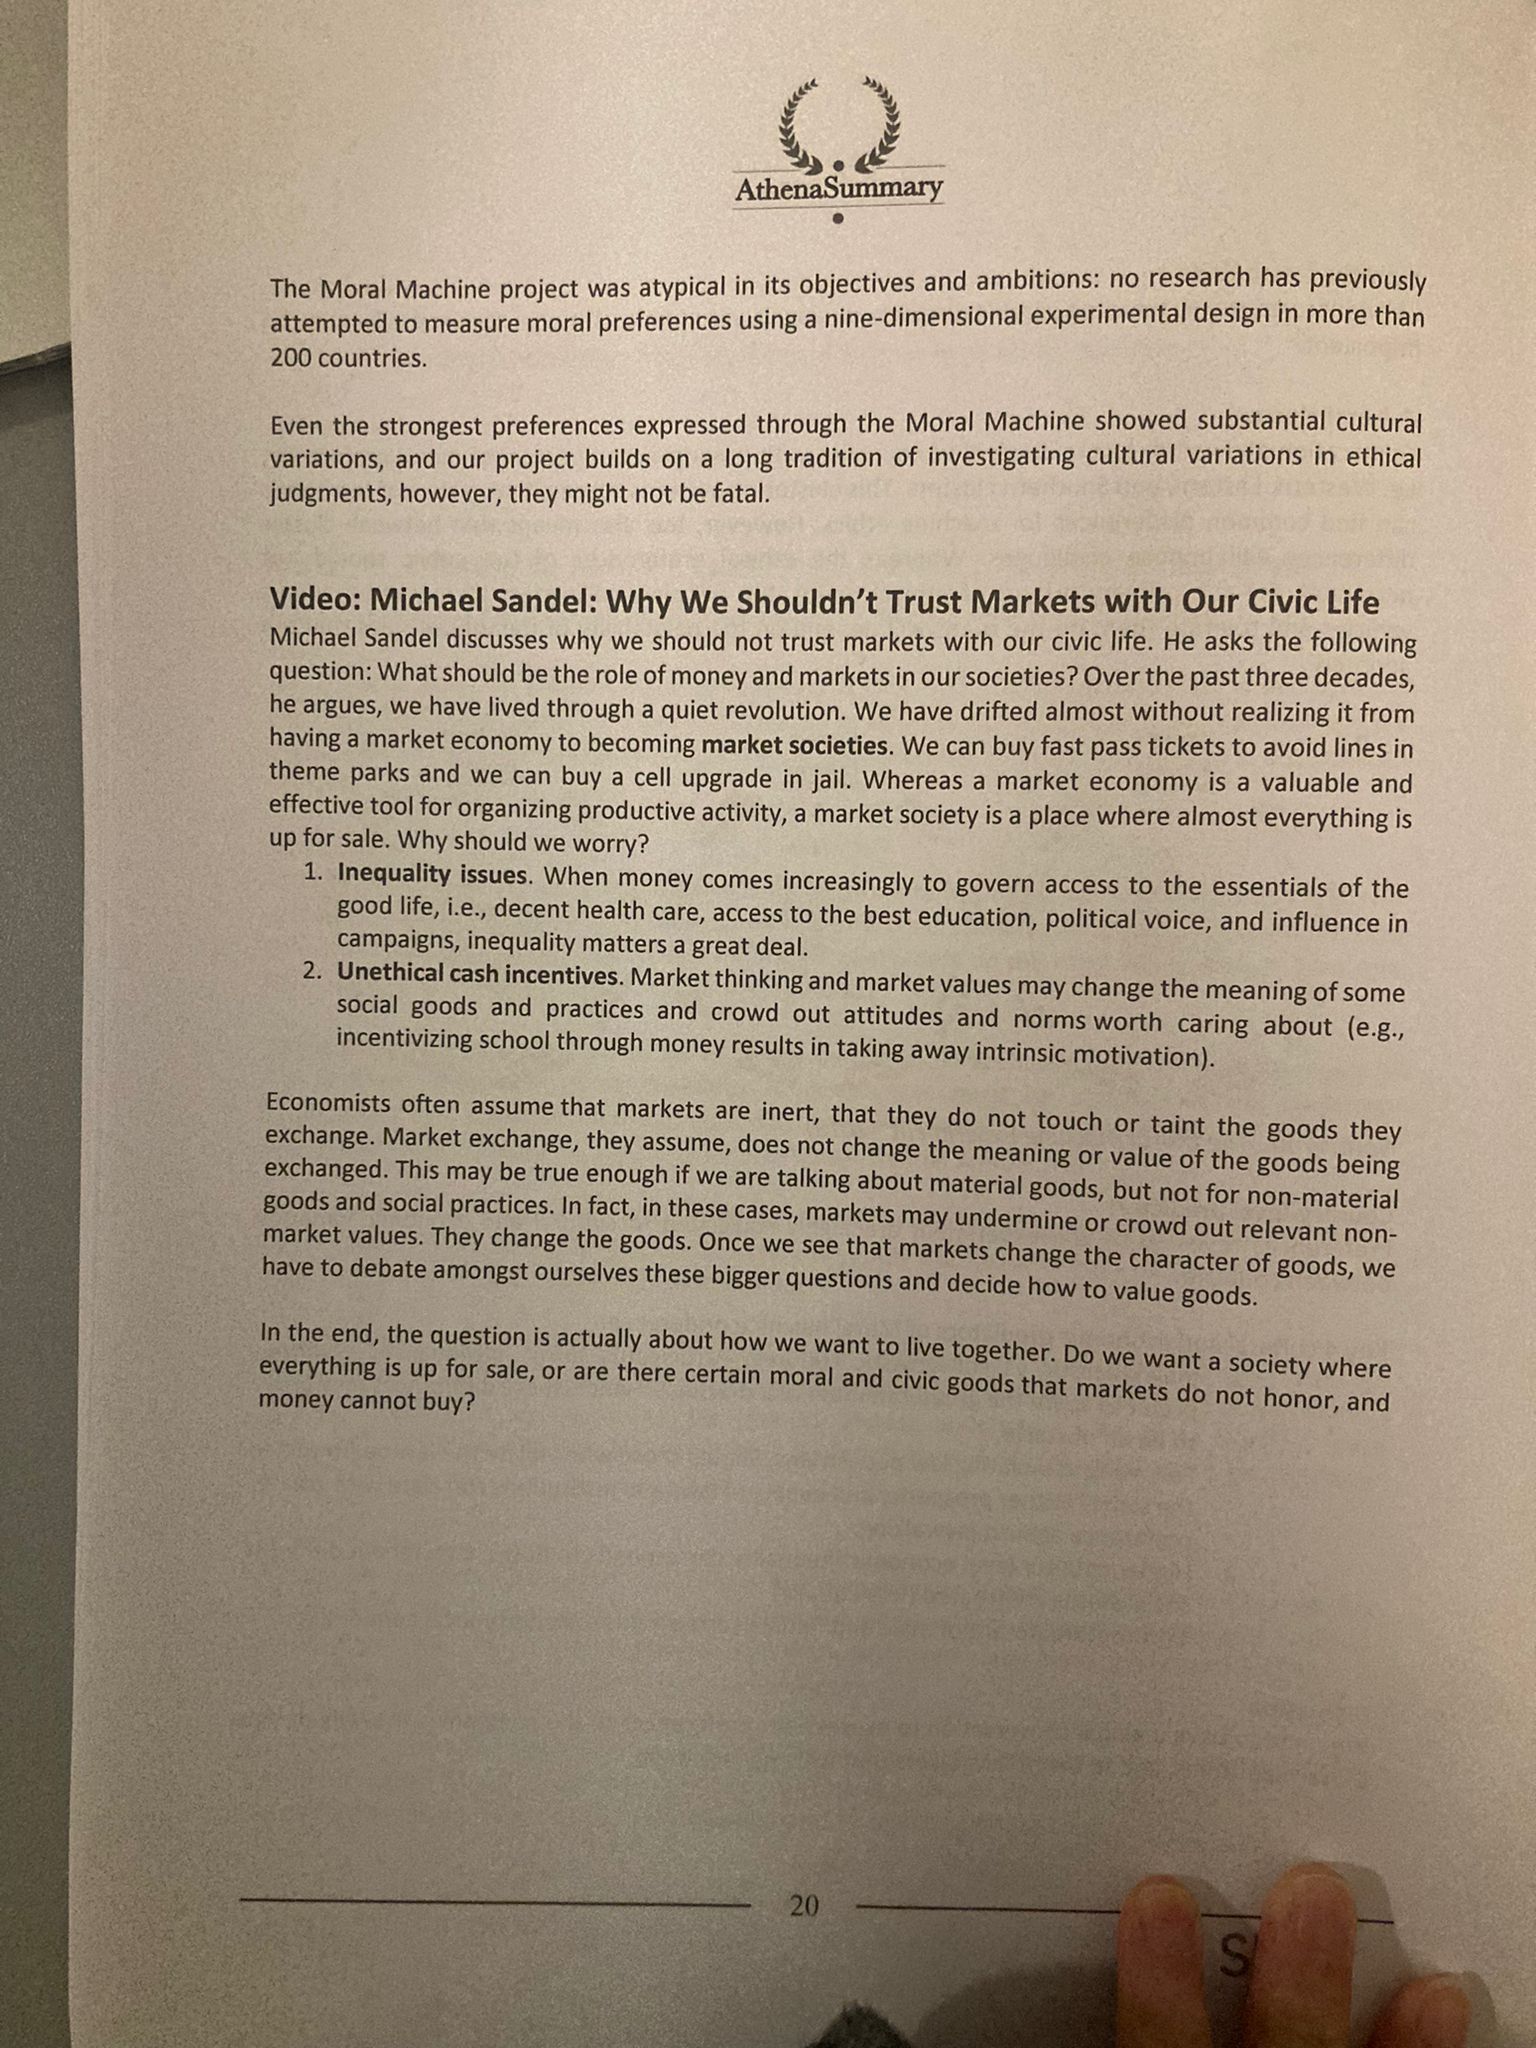 AthenaSummary
The Moral Machine project was atypical in its objectives and ambitions: no research has previously
attempted to measure moral preferences using a nine-dimensional experimental design in more than
200 countries.
Even the strongest preferences expressed through the Moral Machine showed substantial cultural
variations, and our project builds on a long tradition of investigating cultural variations in ethical
judgments, however, they might not be fatal.
Video: Michael Sandel: Why We Shouldn't Trust Markets with Our Civic Life
Michael Sandel discusses why we should not trust markets with our civic life. He asks the following
question: What should be the role of money and markets in our societies? Over the past three decades,
he argues, we have lived through a quiet revolution. We have drifted almost without realizing it from
having a market economy to becoming market societies. We can buy fast pass tickets to avoid lines in
theme parks and we can buy a cell upgrade in jail. Whereas a market economy is a valuable and
effective tool for organizing productive activity, a market society is a place where almost everything is
up for sale. Why should we worry?
1. Inequality issues. When money comes increasingly to govern access to the essentials of the
good life, i.e., decent health care, access to the best education, political voice, and influence in
campaigns, inequality matters a great deal.
2. Unethical cash incentives. Market thinking and market values may change the meaning of some
social goods and practices and crowd out attitudes and norms worth caring about (e.g.,
incentivizing school through money results in taking away intrinsic motivation).
Economists often assume that markets are inert, that they do not touch or taint the goods they
exchange. Market exchange, they assume, does not change the meaning or value of the goods being
exchanged. This may be true enough if we are talking about material goods, but not for non-material
goods and social practices. In fact, in these cases, markets may undermine or crowd out relevant non-
market values. They change the goods. Once we see that markets change the character of goods, we
have to debate amongst ourselves these bigger questions and decide how to value goods.
In the end, the question is actually about how we want to live together. Do we want a society where
everything is up for sale, or are there certain moral and civic goods that markets do not honor, and
money cannot buy?
20